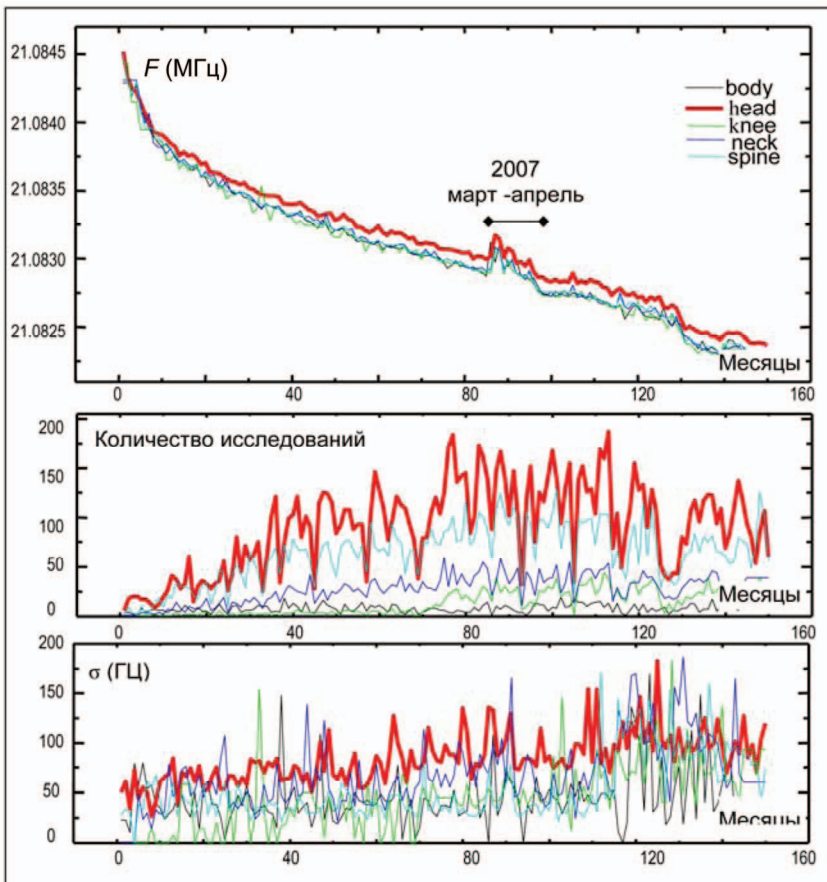 21.0845
F (МГц)
body
head
knee
neck
spine
21.0840
2007
март -апрель
21.0835
21.0830
21.0825
Месяцы
0 40 80 120 160
200
Количество исследований
150
100
50
Месяцы
0
0 40 80 120 160
200
σ (ГЦ)
150
100
50
Месяцы
0
0 40 80 120 160